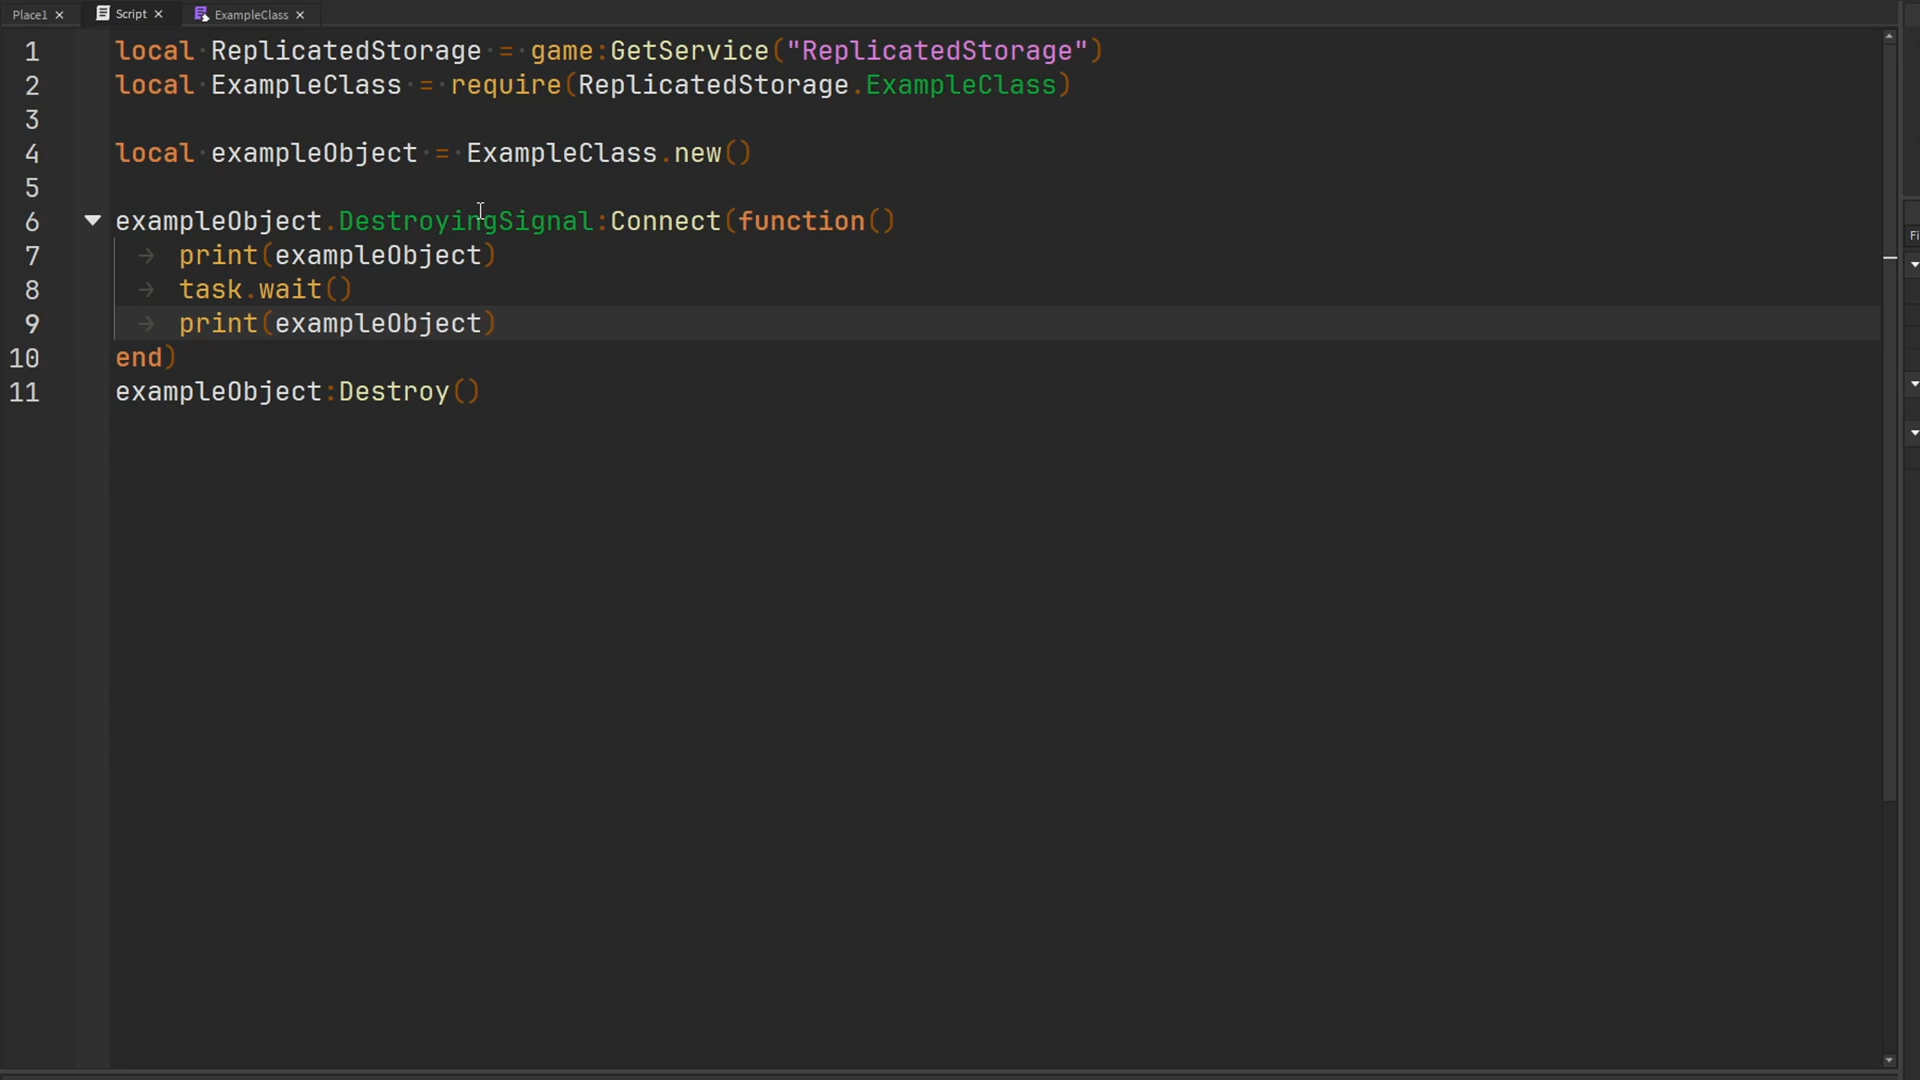 Place1 × Script × ExampleClass ×
1 local ReplicatedStorage = game:GetService("ReplicatedStorage")
2 local ExampleClass = require(ReplicatedStorage.ExampleClass)
3
4 local exampleObject = ExampleClass.new()
5
6 exampleObject.DestroyingSignal:Connect(function()
7 print(exampleObject)
8 task.wait()
9 print(exampleObject)
10 end)
11 exampleObject:Destroy()
Fi